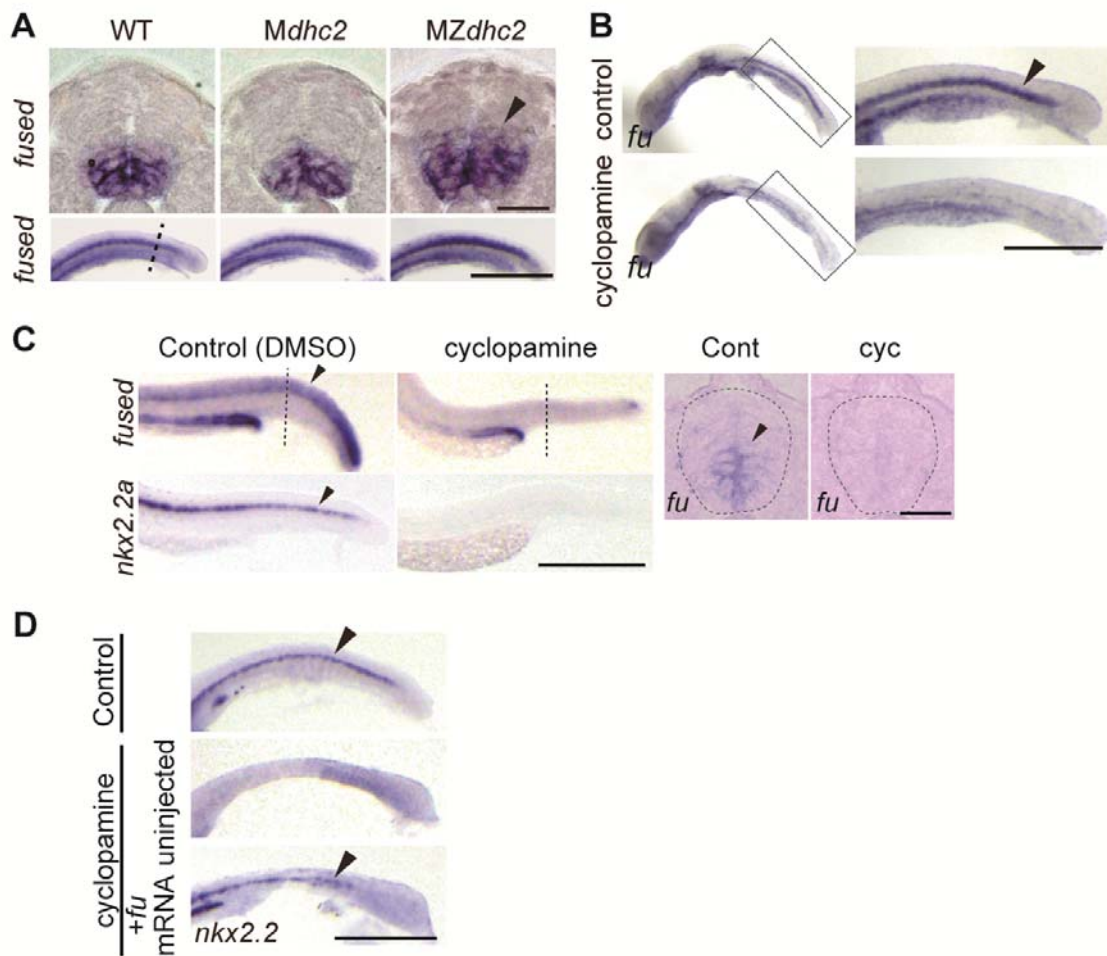 A
WT
Mdhc2
MZdhc2
fused
fused
B
control
fu
cyclopamine
fu
C
Control (DMSO)
cyclopamine
Cont
cyc
fused
nkx2.2a
fu
fu
D
Control
cyclopamine
uninjected
+fu
mRNA
nkx2.2